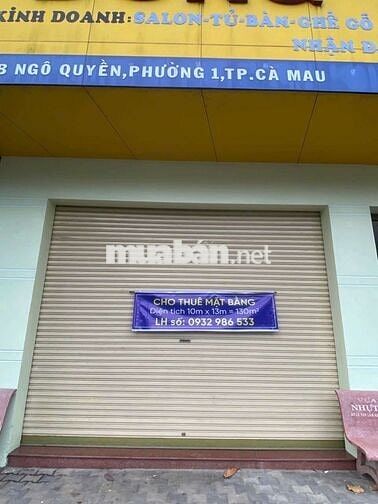 KINH DOANH: SALON-TỦ-BÀN-GHẾ GỖ
NHẬN Đ
B NGÔ QUYỀN, PHƯỜNG 1, TP. CÀ MAU
muabán.net
CHO THUÊ MẶT BẰNG
Diện tích 10m x 13m = 130m²
LH số: 0932 986 533
NHỰT